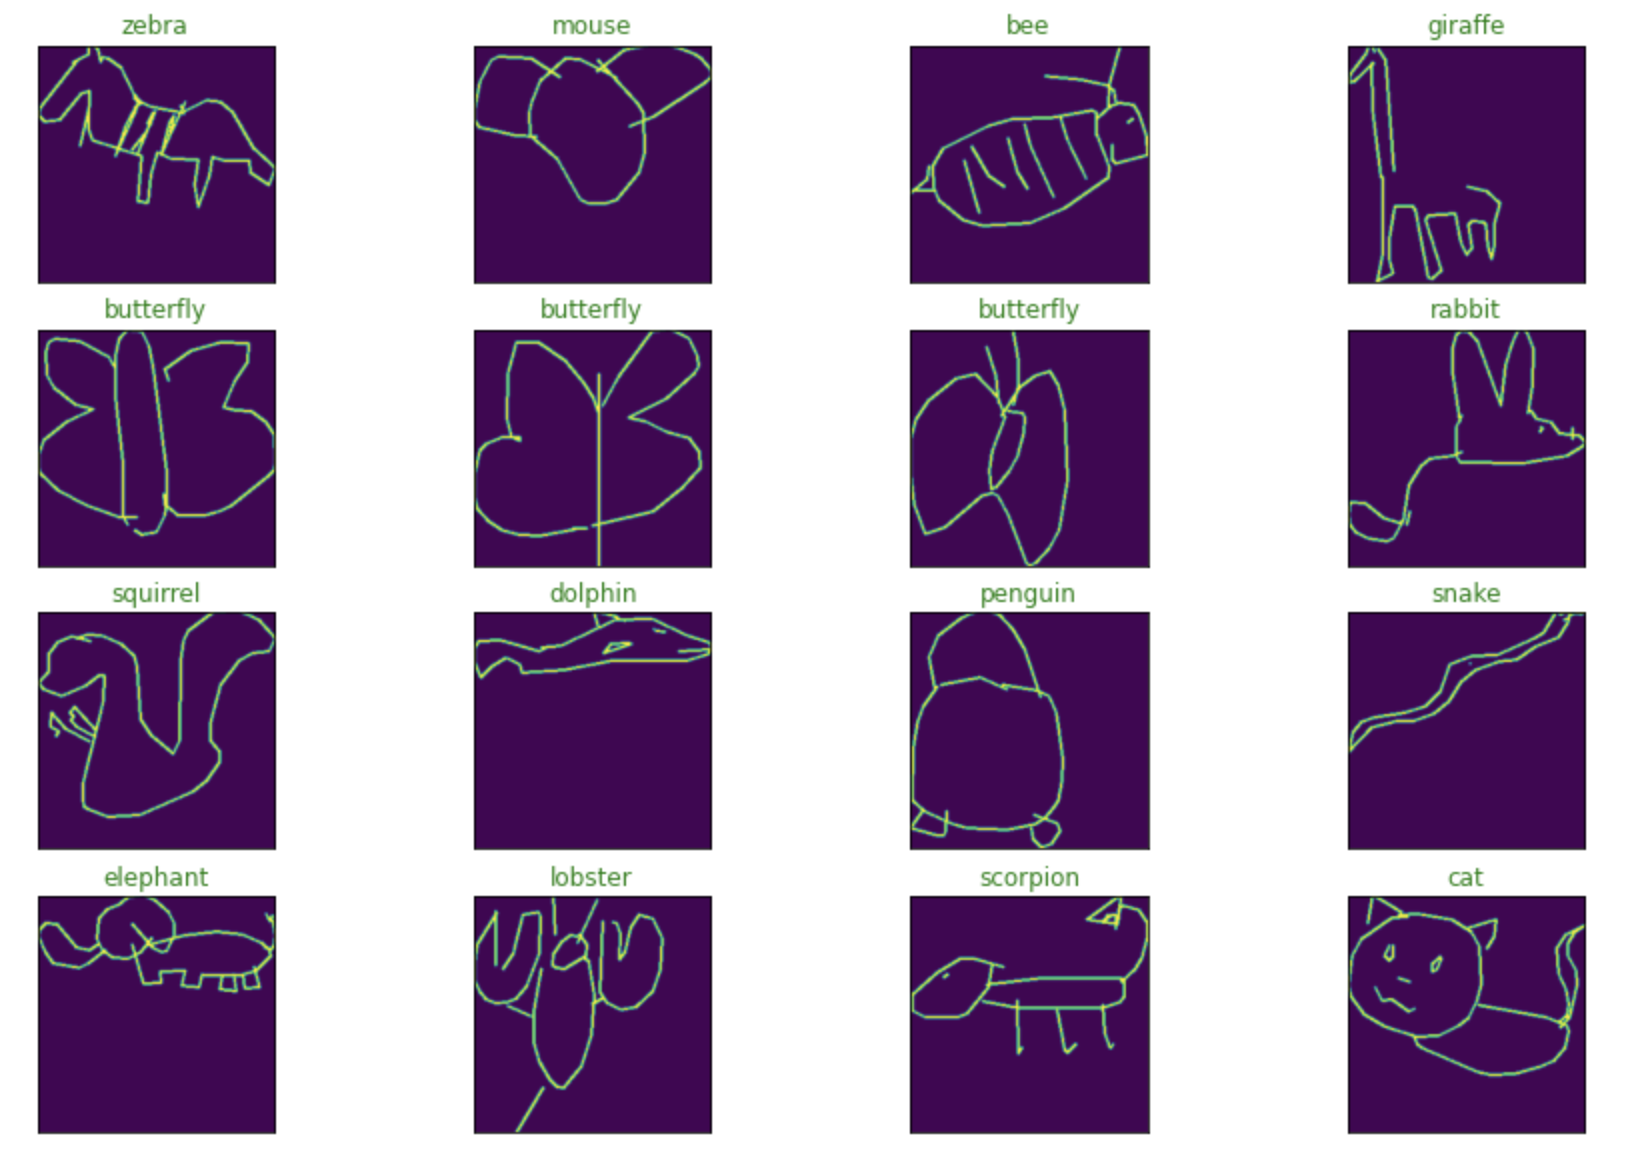 zebra mouse bee giraffe
butterfly butterfly butterfly rabbit
squirrel dolphin penguin snake
elephant lobster scorpion cat